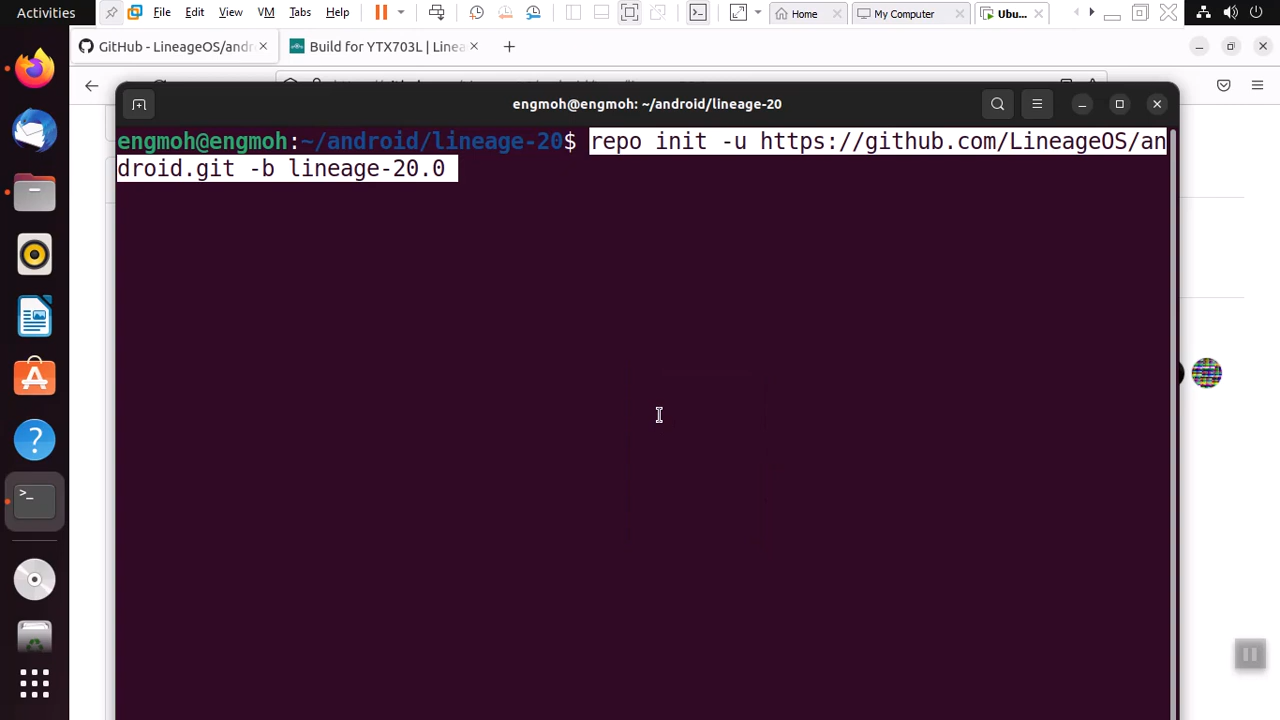 Activities
File Edit View VM Tabs Help
Home
My Computer
Ubu...
GitHub - LineageOS/andr
Build for YTX703L | Linea
engmoh@engmoh: ~/android/lineage-20
engmoh@engmoh:~/android/lineage-20$ repo init -u https://github.com/LineageOS/an
droid.git -b lineage-20.0